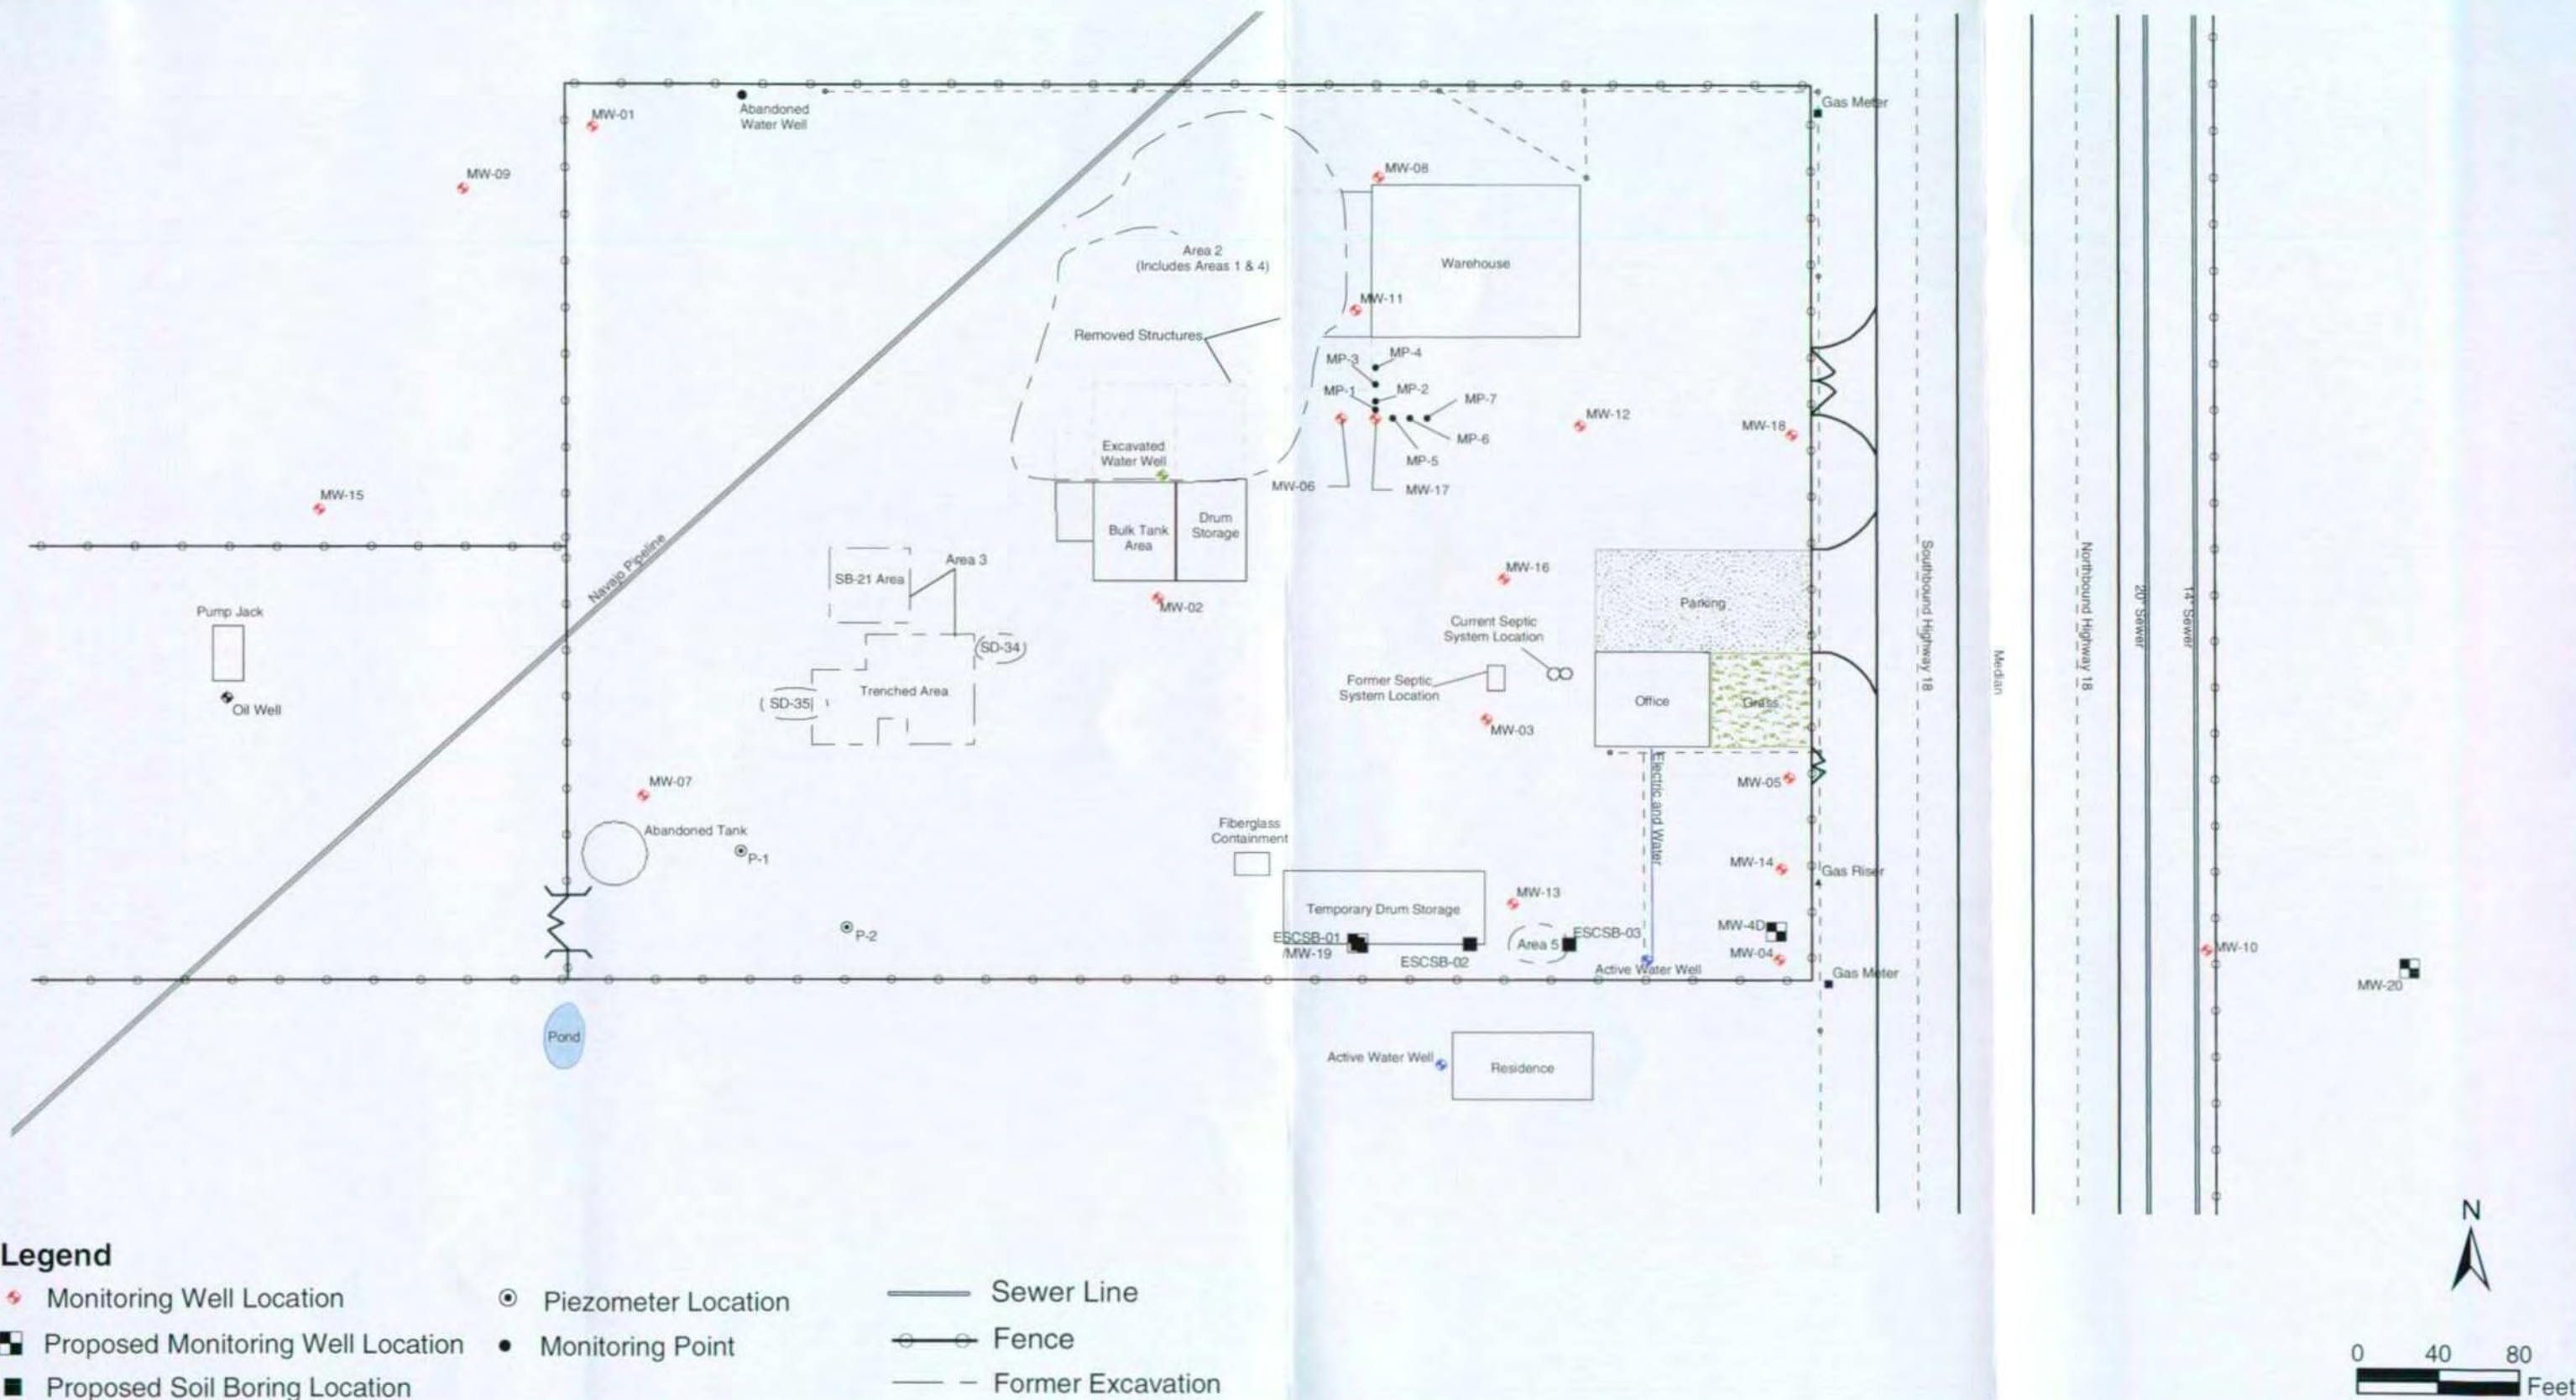 Abandoned
Water Well
MW-01
Gas Meter
MW-09
MW-08
Area 2
(Includes Areas 1 & 4)
Warehouse
MW-11
Removed Structures
MP-3
MP-4
MP-1
MP-2
MP-7
MW-12
MW-18
MP-6
MP-5
Excavated
Water Well
MW-06
MW-17
MW-15
Bulk Tank
Area
Drum
Storage
Navajo Pipeline
Area 3
SB-21 Area
MW-16
MW-02
Parking
Pump Jack
Current Septic
System Location
SD-34
Former Septic
System Location
Trenched Area
SD-35
Office
Grass
Oil Well
MW-03
Southbound Highway 18
Median
Northbound Highway 18
20" Sewer
14" Sewer
MW-07
MW-05
Electric and Water
Abandoned Tank
Fiberglass
Containment
P-1
MW-14
Gas Riser
MW-13
Temporary Drum Storage
P-2
ESCSB-01
/MW-19
ESCSB-02
Area 5
ESCSB-03
MW-4D
MW-04
Active Water Well
Gas Meter
MW-10
MW-20
Pond
Active Water Well
Residence
N
Legend
Monitoring Well Location
Proposed Monitoring Well Location
Proposed Soil Boring Location
Piezometer Location
Monitoring Point
Sewer Line
Fence
Former Excavation
0 40 80
Feet